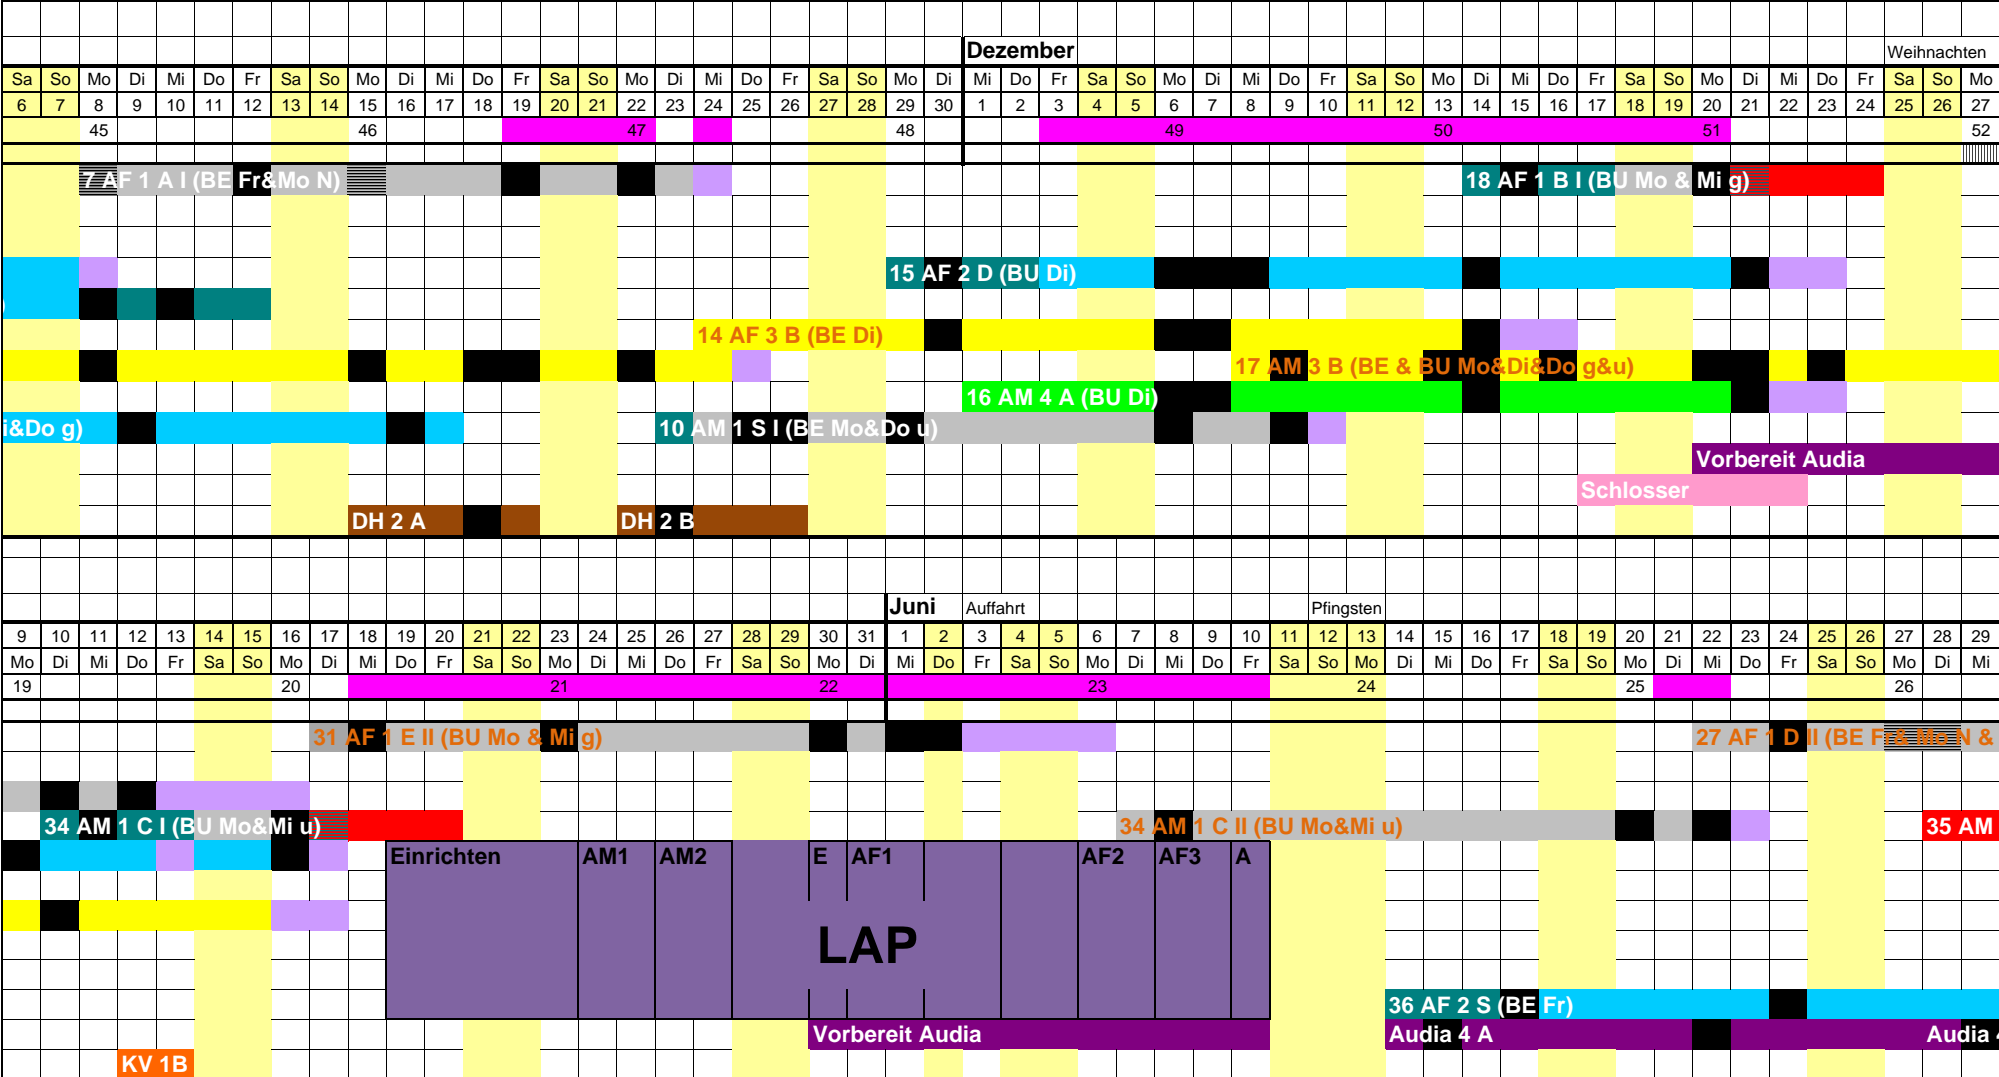 Dezember Weihnachten
Sa So Mo Di Mi Do Fr Sa So Mo Di Mi Do Fr Sa So Mo Di Mi Do Fr Sa So Mo Di Mi Do Fr Sa So Mo Di Mi Do Fr Sa So Mo Di Mi Do Fr Sa So Mo Di Mi Do Fr Sa So Mo
6 7 8 9 10 11 12 13 14 15 16 17 18 19 20 21 22 23 24 25 26 27 28 29 30 1 2 3 4 5 6 7 8 9 10 11 12 13 14 15 16 17 18 19 20 21 22 23 24 25 26 27
45 46 47 48 49 50 51 52
7 AF 1 A I (BE Fr&Mo N) 18 AF 1 B I (BU Mo & Mi g)
15 AF 2 D (BU Di)
)
14 AF 3 B (BE Di)
17 AM 3 B (BE & BU Mo&Di&Do g&u)
16 AM 4 A (BU Di)
i&Do g) 10 AM 1 S I (BE Mo&Do u)
Vorbereit Audia
Schlosser
DH 2 A DH 2 B
Juni Auffahrt Pfingsten
9 10 11 12 13 14 15 16 17 18 19 20 21 22 23 24 25 26 27 28 29 30 31 1 2 3 4 5 6 7 8 9 10 11 12 13 14 15 16 17 18 19 20 21 22 23 24 25 26 27 28 29
Mo Di Mi Do Fr Sa So Mo Di Mi Do Fr Sa So Mo Di Mi Do Fr Sa So Mo Di Mi Do Fr Sa So Mo Di Mi Do Fr Sa So Mo Di Mi Do Fr Sa So Mo Di Mi Do Fr Sa So Mo Di Mi
19 20 21 22 23 24 25 26
31 AF 1 E II (BU Mo & Mi g) 27 AF 1 D II (BE Fr& Mo N &
34 AM 1 C I (BU Mo&Mi u) 34 AM 1 C II (BU Mo&Mi u) 35 AM
Einrichten AM1 AM2 E AF1 AF2 AF3 A
LAP
36 AF 2 S (BE Fr)
Vorbereit Audia Audia 4 A Audia
KV 1B